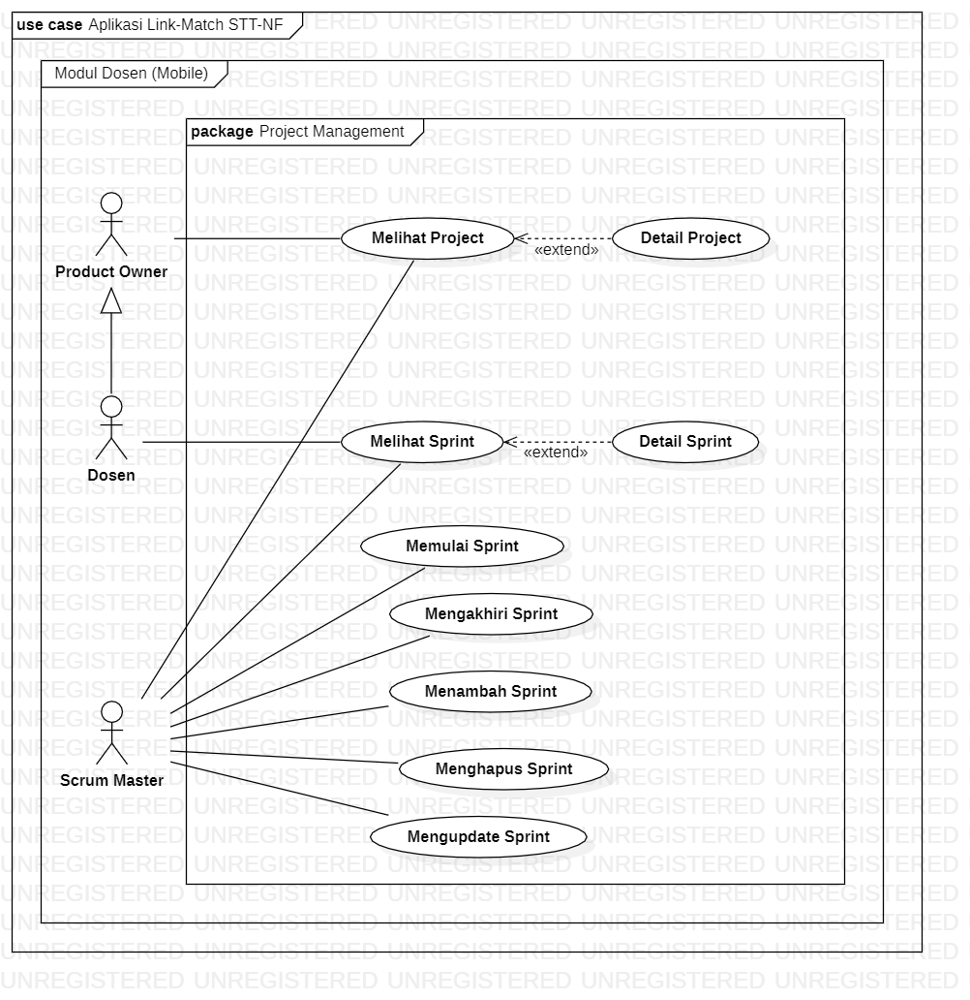 use case Aplikasi Link-Match STT-NF
Modul Dosen (Mobile)
package Project Management
Product Owner
Melihat Project
«extend»
Detail Project
Dosen
Melihat Sprint
«extend»
Detail Sprint
Memulai Sprint
Mengakhiri Sprint
Menambah Sprint
Scrum Master
Menghapus Sprint
Mengupdate Sprint
UNREGISTERED